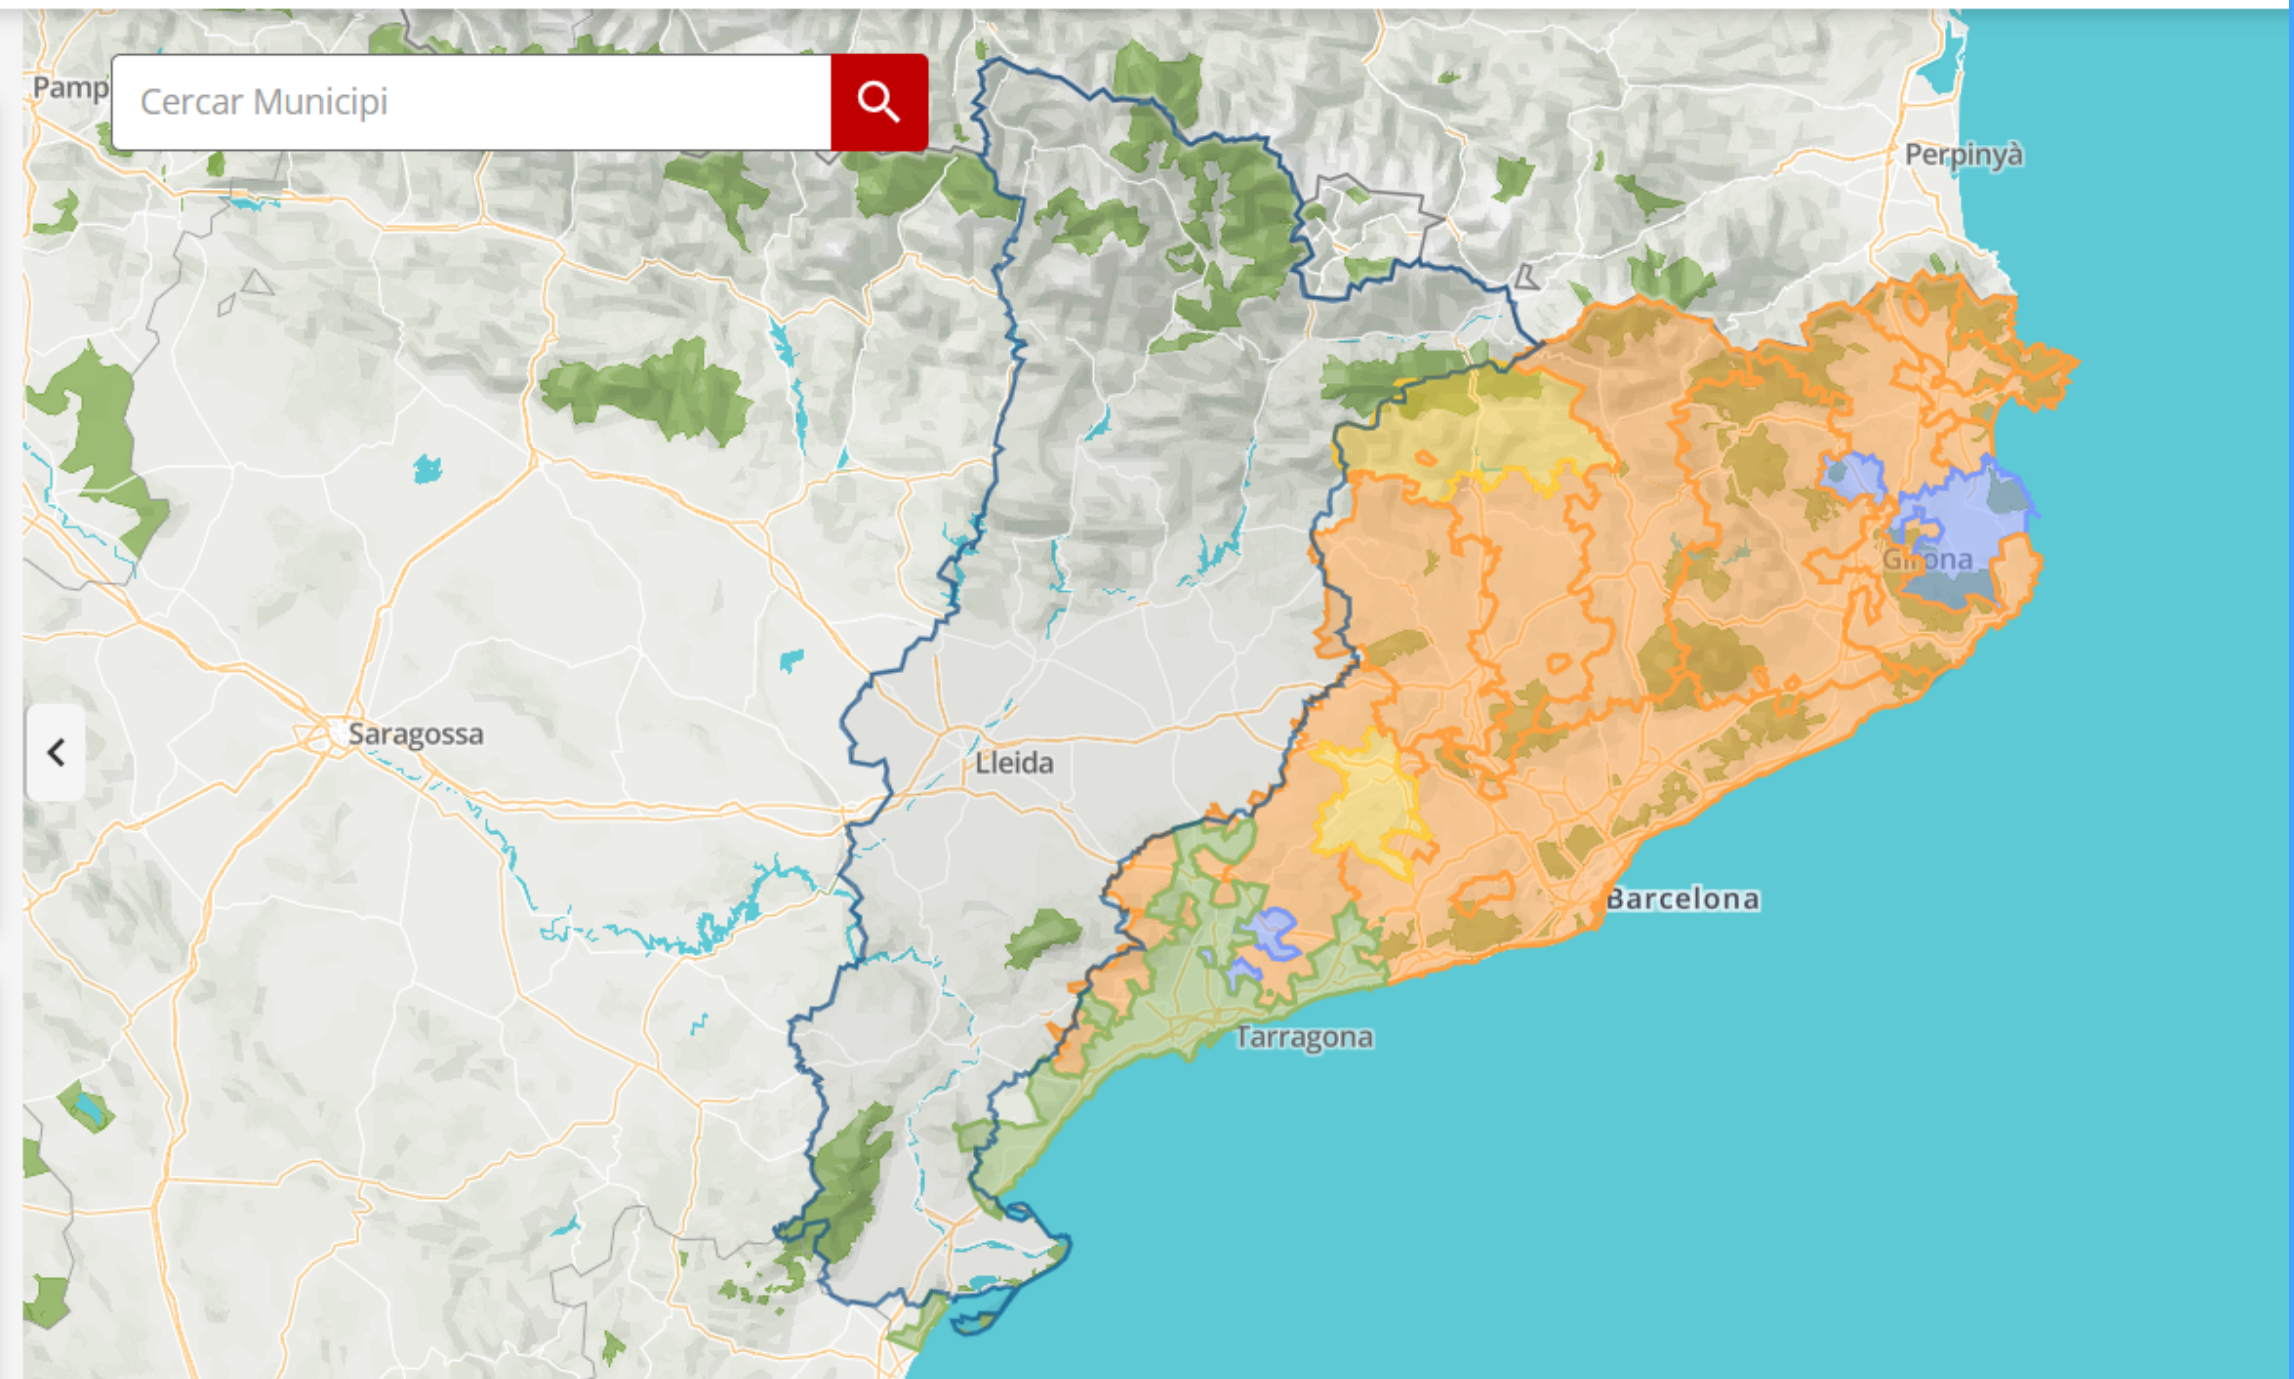 Pamp
Cercar Municipi
Perpinyà
Girona
Saragossa
Lleida
Barcelona
Tarragona